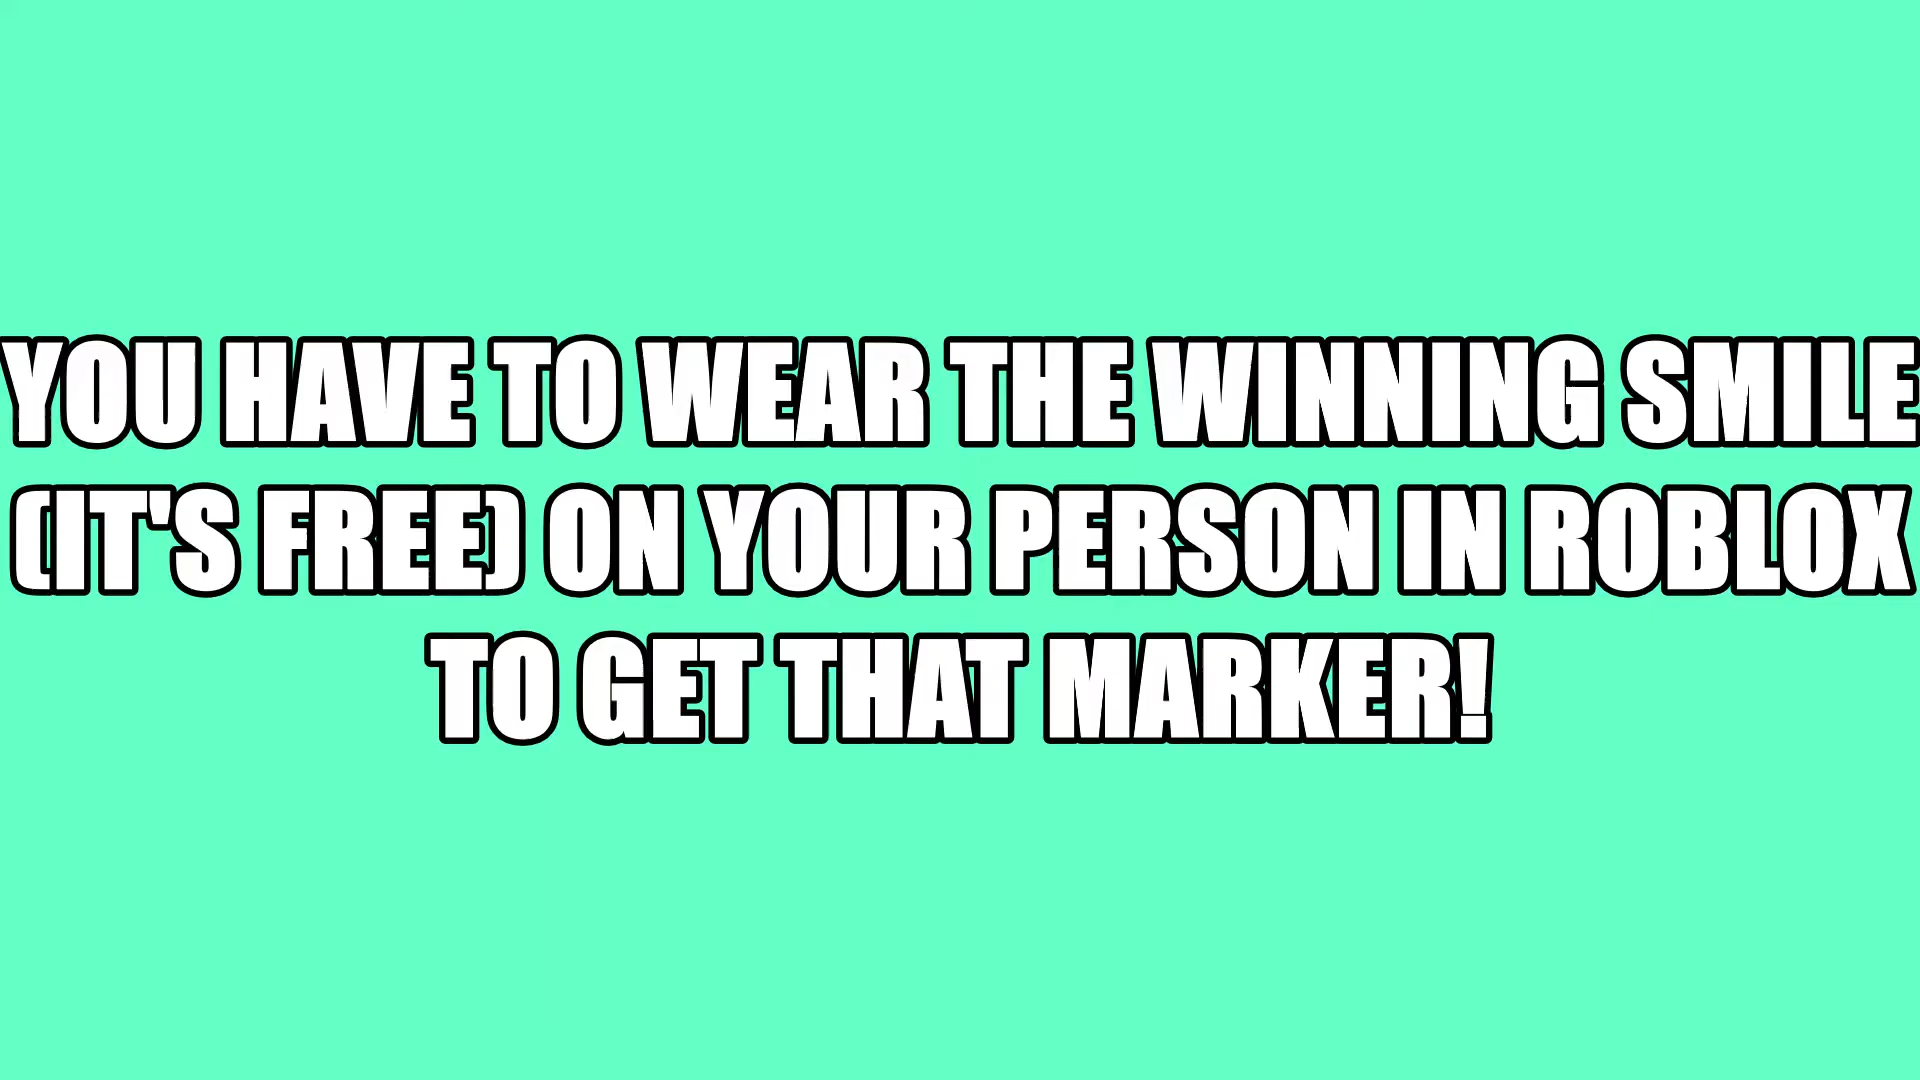 YOU HAVE TO WEAR THE WINNING SMILE
(IT'S FREE) ON YOUR PERSON IN ROBLOX
TO GET THAT MARKER!